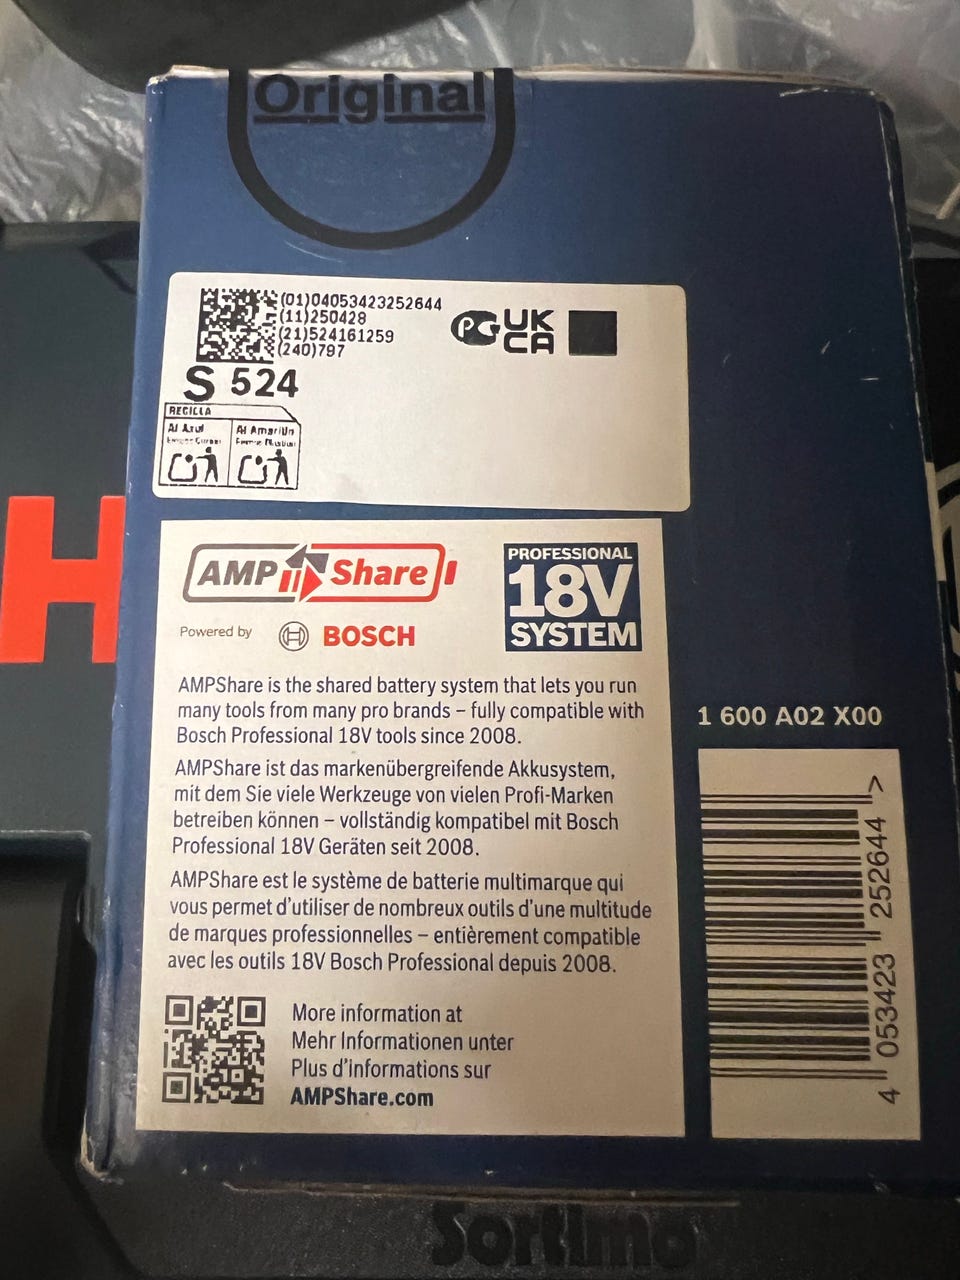 Original
(01)04053423252644
(11)250428
(21)524161259
(240)797
S 524
PG
UK
CA
RECICLA
Al Azul
Al Amarillo
H
AMP Share
Powered by BOSCH
PROFESSIONAL
18V
SYSTEM
AMPShare is the shared battery system that lets you run
many tools from many pro brands – fully compatible with
Bosch Professional 18V tools since 2008.
AMPShare ist das markenübergreifende Akkusystem,
mit dem Sie viele Werkzeuge von vielen Profi-Marken
betreiben können – vollständig kompatibel mit Bosch
Professional 18V Geräten seit 2008.
AMPShare est le système de batterie multimarque qui
vous permet d'utiliser de nombreux outils d'une multitude
de marques professionnelles – entièrement compatible
avec les outils 18V Bosch Professional depuis 2008.
More information at
Mehr Informationen unter
Plus d'Informations sur
AMPShare.com
1 600 A02 X00
4 053423 252644 >
Sortimo